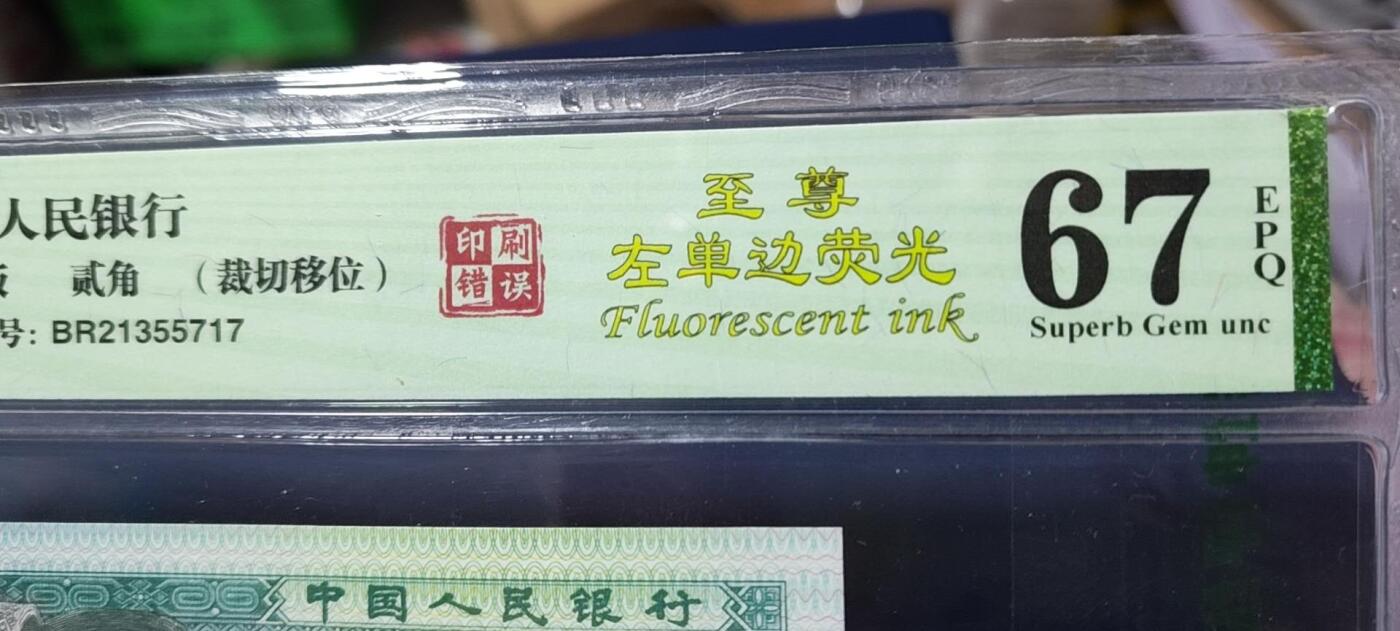 人民银行
贰角 (裁切移位)
号: BR21355717
印刷
错误
至尊
左单边荧光
Fluorescent ink
67
EPQ
Superb Gem unc
中国人民银行